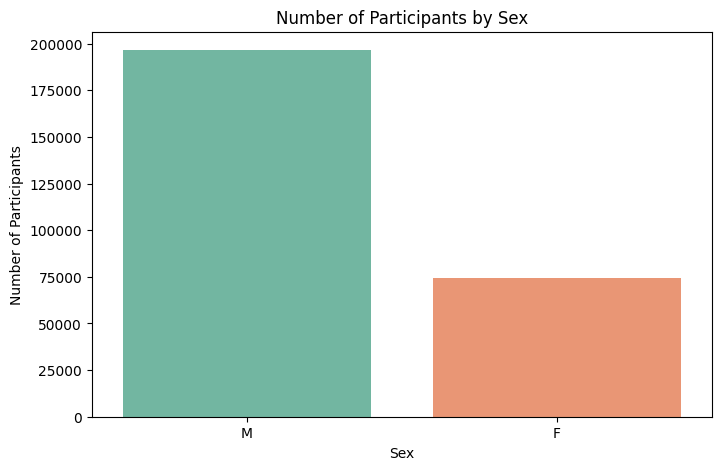 Number of Participants by Sex
Number of Participants
200000
175000
150000
125000
100000
75000
50000
25000
0
M F
Sex